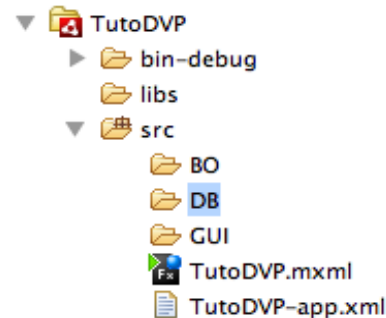 TutoDVP
bin-debug
libs
src
BO
DB
GUI
TutoDVP.mxml
TutoDVP-app.xml